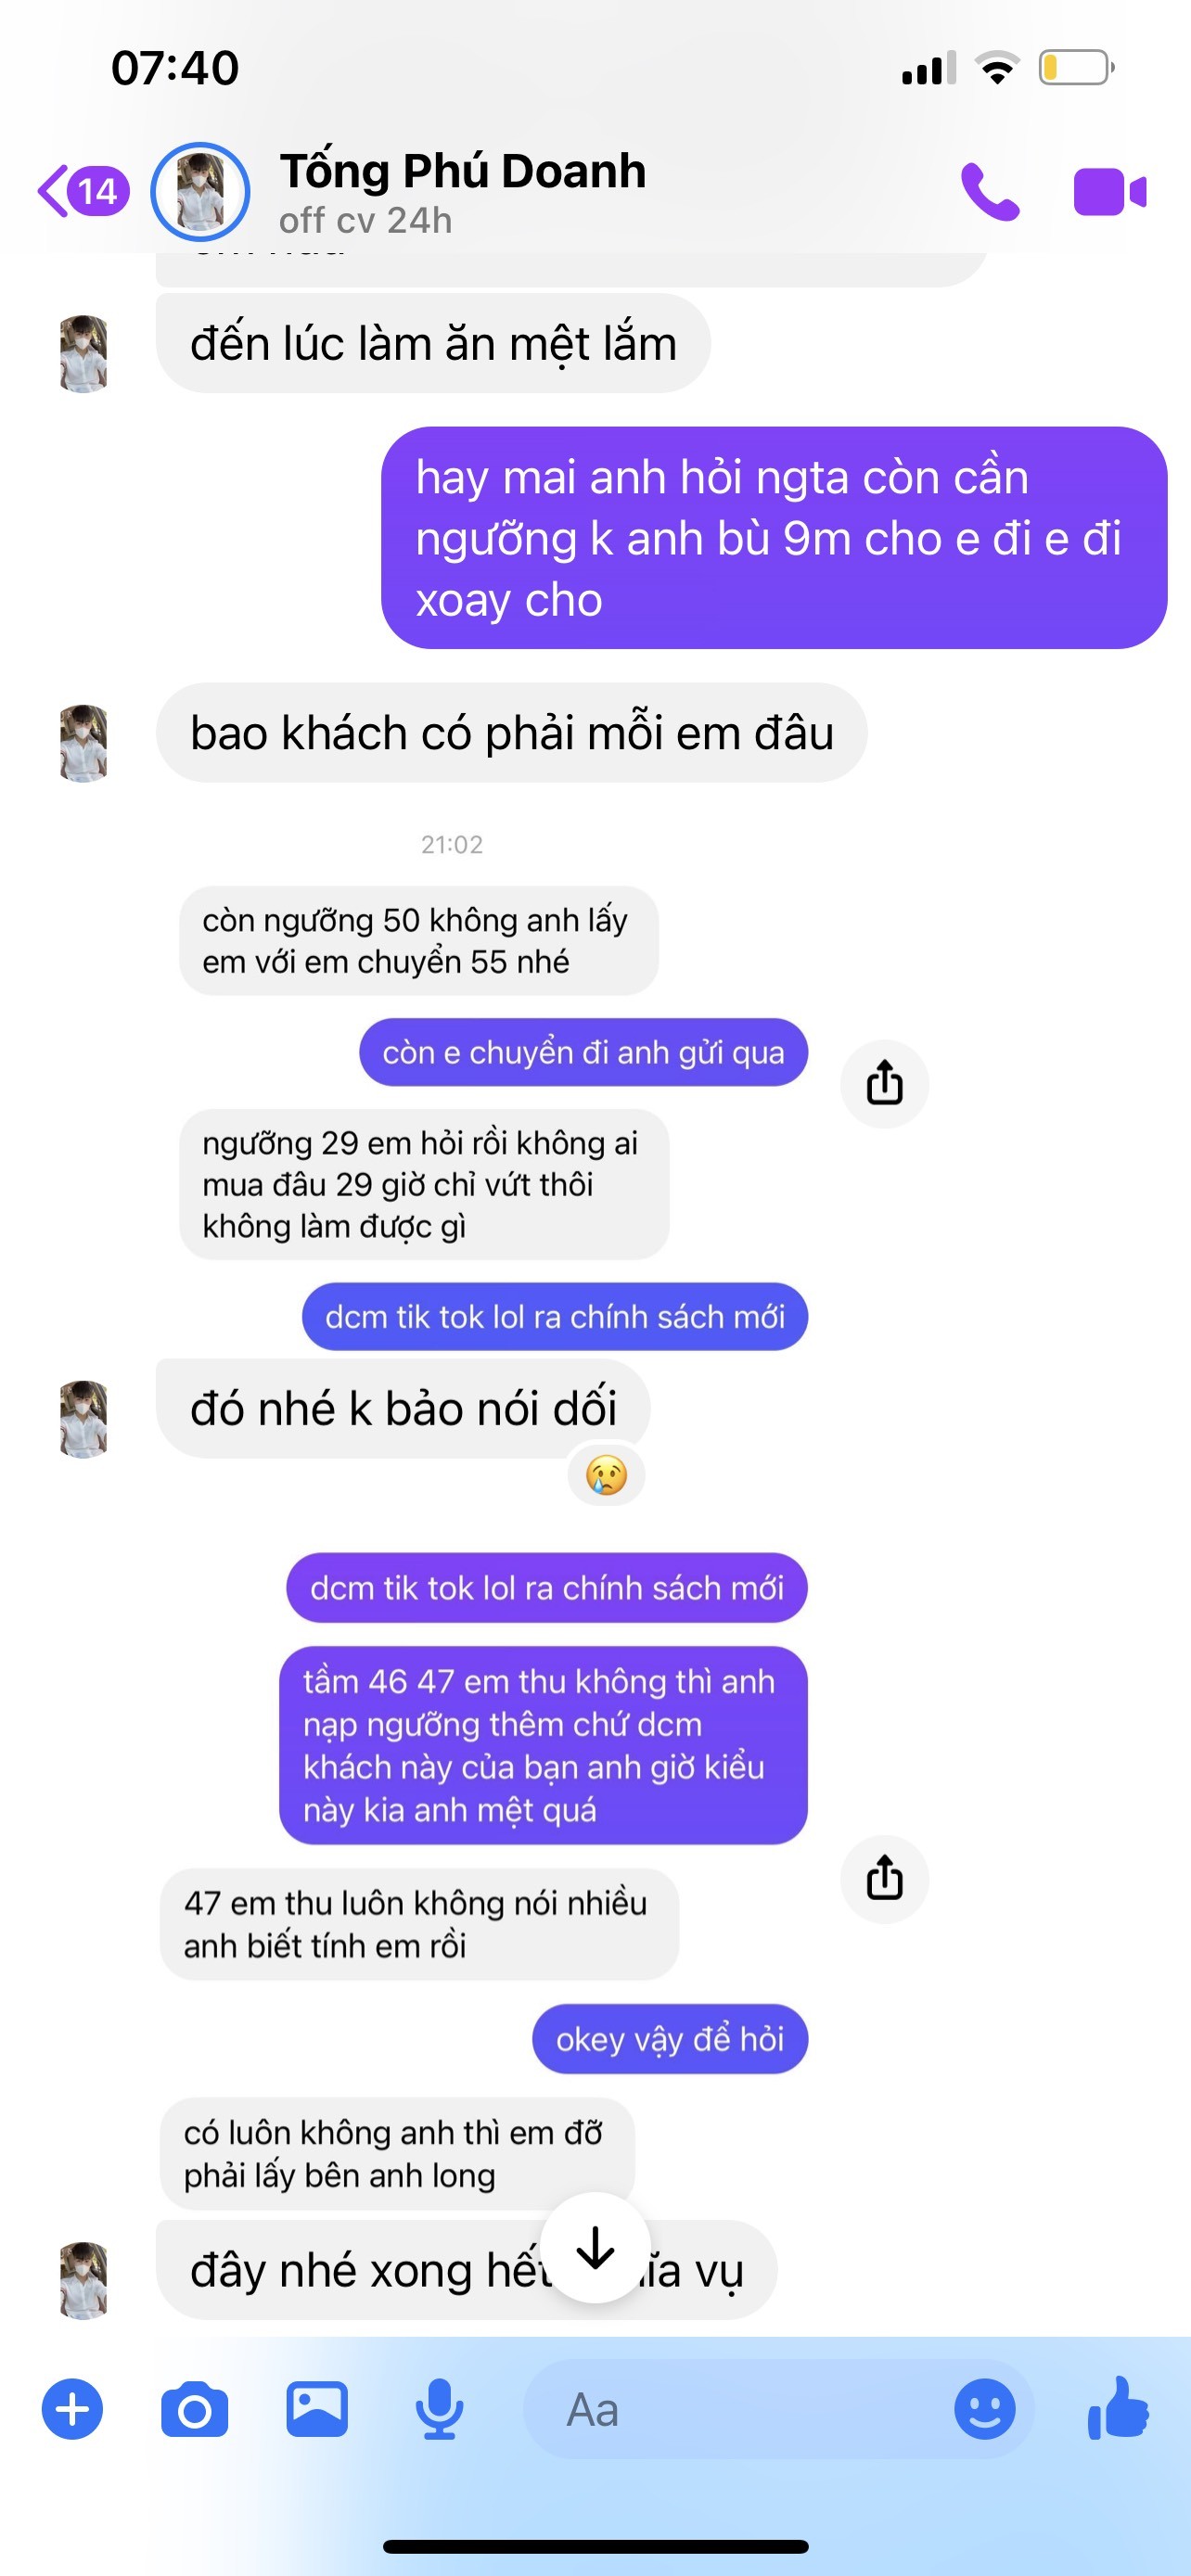 07:40
14
Tống Phú Doanh
off cv 24h
đến lúc làm ăn mệt lắm
hay mai anh hỏi ngta còn cần
ngưỡng k anh bù 9m cho e đi e đi
xoay cho
bao khách có phải mỗi em đâu
21:02
còn ngưỡng 50 không anh lấy
em với em chuyển 55 nhé
còn e chuyển đi anh gửi qua
ngưỡng 29 em hỏi rồi không ai
mua đâu 29 giờ chỉ vứt thôi
không làm được gì
dcm tik tok lol ra chính sách mới
đó nhé k bảo nói dối
dcm tik tok lol ra chính sách mới
tầm 46 47 em thu không thì anh
nạp ngưỡng thêm chứ dcm
khách này của bạn anh giờ kiểu
này kia anh mệt quá
47 em thu luôn không nói nhiều
anh biết tính em rồi
okey vậy để hỏi
có luôn không anh thì em đỡ
phải lấy bên anh long
đây nhé xong hết vụ
Aa